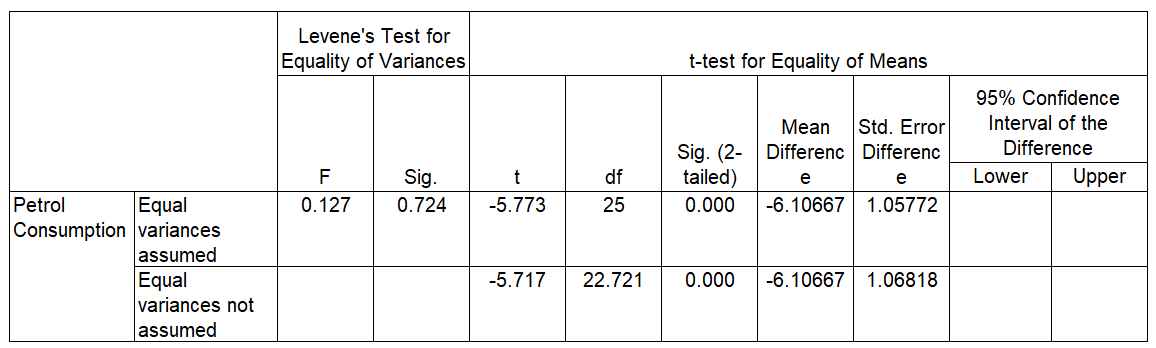 Levene's Test for
Equality of Variances
t-test for Equality of Means
F
Sig.
t
df
Sig. (2-
tailed)
Mean
Differenc
e
Std. Error
Differenc
e
95% Confidence
Interval of the
Difference
Lower
Upper
Petrol
Consumption
Equal
variances
assumed
0.127
0.724
-5.773
25
0.000
-6.10667
1.05772
Equal
variances not
assumed
-5.717
22.721
0.000
-6.10667
1.06818